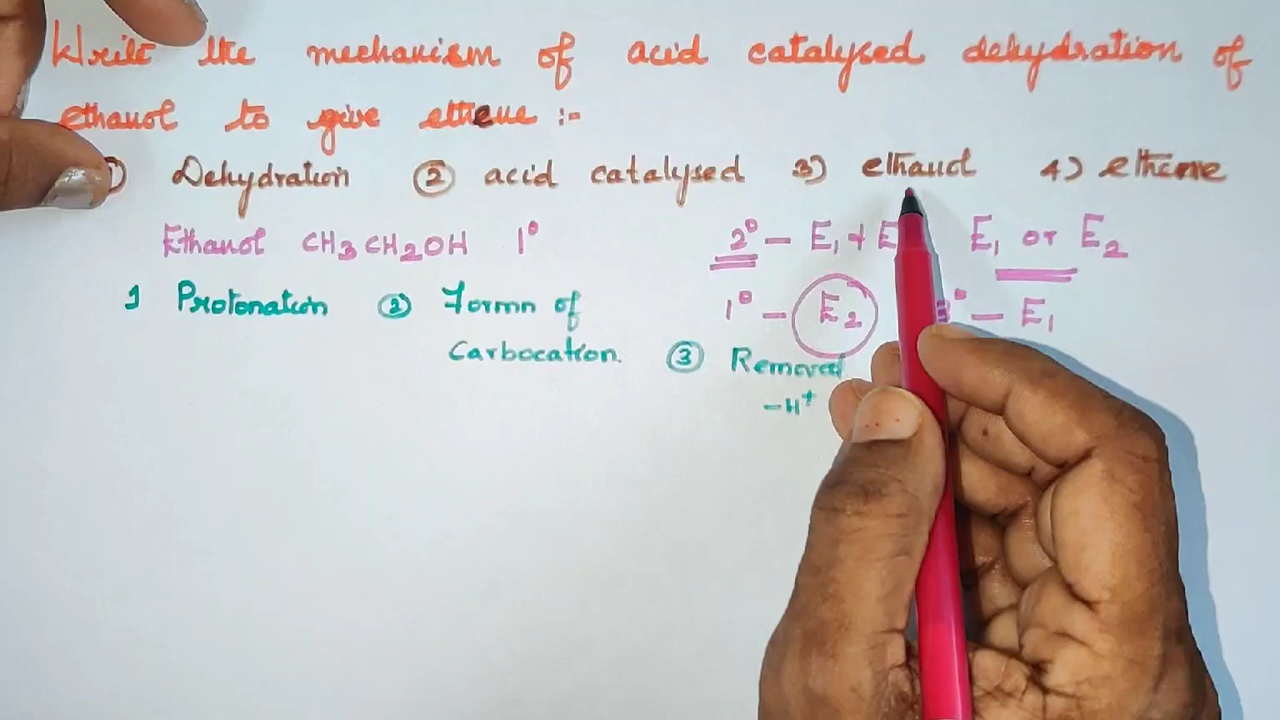 Write the mechanism of acid catalysed dehydration of
ethanol to give ethene :-
1) Dehydration ② acid catalysed 3) ethanol 4) ethene
Ethanol CH3CH2OH 1° 2° – E1 + E E1 or E2
1 Protonation ② Formn of 1° – E2 3° – E1
Carbocation. ③ Removal
–H+